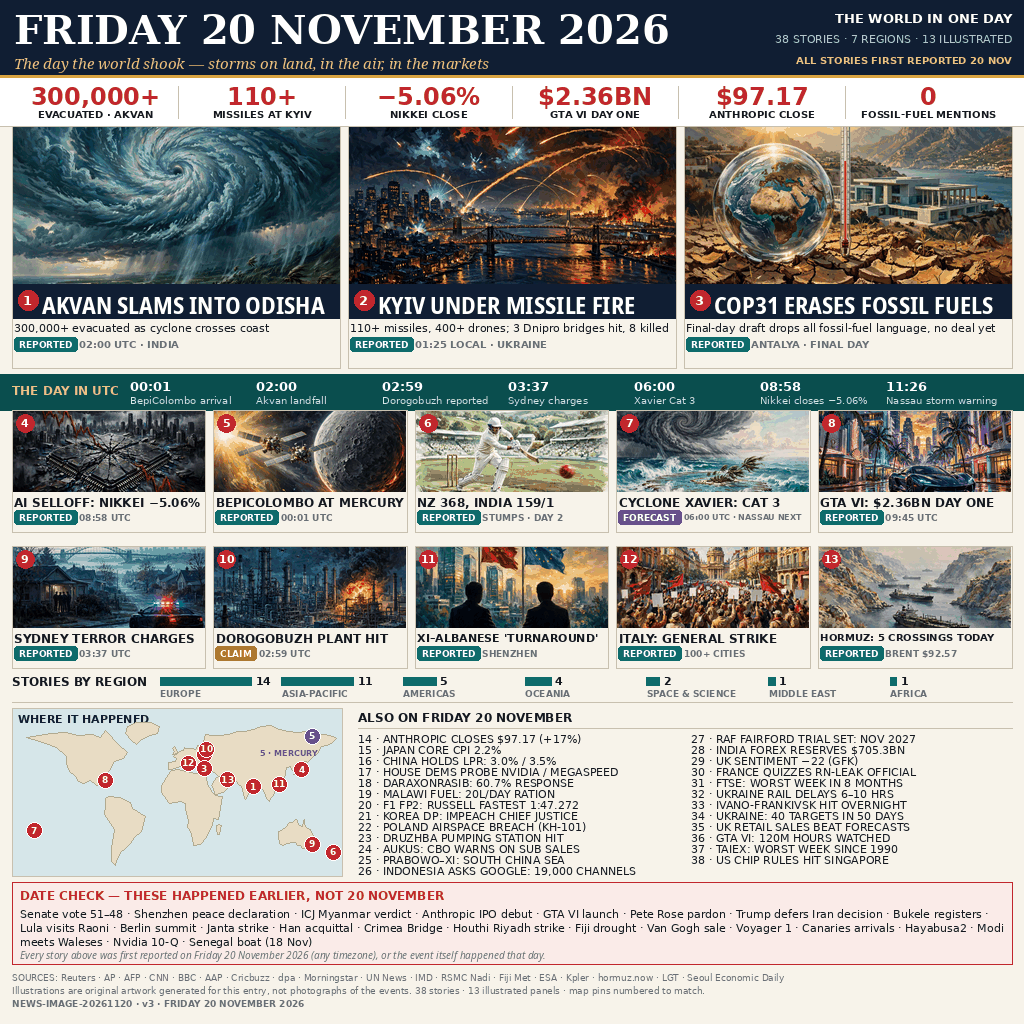 FRIDAY 20 NOVEMBER 2026
The day the world shook — storms on land, in the air, in the markets
THE WORLD IN ONE DAY
38 STORIES · 7 REGIONS · 13 ILLUSTRATED
ALL STORIES FIRST REPORTED 20 NOV
300,000+
EVACUATED · AKVAN
110+
MISSILES AT KYIV
−5.06%
NIKKEI CLOSE
$2.36BN
GTA VI DAY ONE
$97.17
ANTHROPIC CLOSE
0
FOSSIL-FUEL MENTIONS
1 AKVAN SLAMS INTO ODISHA
300,000+ evacuated as cyclone crosses coast
REPORTED 02:00 UTC · INDIA
2 KYIV UNDER MISSILE FIRE
110+ missiles, 400+ drones; 3 Dnipro bridges hit, 8 killed
REPORTED 01:25 LOCAL · UKRAINE
3 COP31 ERASES FOSSIL FUELS
Final-day draft drops all fossil-fuel language, no deal yet
REPORTED ANTALYA · FINAL DAY
THE DAY IN UTC
00:01
BepiColombo arrival
02:00
Akvan landfall
02:59
Dorogobuzh reported
03:37
Sydney charges
06:00
Xavier Cat 3
08:58
Nikkei closes −5.06%
11:26
Nassau storm warning
4
AI SELLOFF: NIKKEI −5.06%
REPORTED 08:58 UTC
5
BEPICOLOMBO AT MERCURY
REPORTED 00:01 UTC
6
NZ 368, INDIA 159/1
REPORTED STUMPS · DAY 2
7
CYCLONE XAVIER: CAT 3
FORECAST 06:00 UTC · NASSAU NEXT
8
GTA VI: $2.36BN DAY ONE
REPORTED 09:45 UTC
9
SYDNEY TERROR CHARGES
REPORTED 03:37 UTC
10
DOROGOBUZH PLANT HIT
CLAIM 02:59 UTC
11
XI–ALBANESE 'TURNAROUND'
REPORTED SHENZHEN
12
ITALY: GENERAL STRIKE
REPORTED 100+ CITIES
13
HORMUZ: 5 CROSSINGS TODAY
REPORTED BRENT $92.57
STORIES BY REGION
14
EUROPE
11
ASIA-PACIFIC
5
AMERICAS
4
OCEANIA
2
SPACE & SCIENCE
1
MIDDLE EAST
1
AFRICA
WHERE IT HAPPENED
5
5 · MERCURY
10
12
3
4
13
1
11
8
7
9
6
ALSO ON FRIDAY 20 NOVEMBER
14 · ANTHROPIC CLOSES $97.17 (+17%)
15 · JAPAN CORE CPI 2.2%
16 · CHINA HOLDS LPR: 3.0% / 3.5%
17 · HOUSE DEMS PROBE NVIDIA / MEGASPEED
18 · DARAXONRASIB: 60.7% RESPONSE
19 · MALAWI FUEL: 20L/DAY RATION
20 · F1 FP2: RUSSELL FASTEST 1:47.272
21 · KOREA DP: IMPEACH CHIEF JUSTICE
22 · POLAND AIRSPACE BREACH (KH-101)
23 · DRUZHBA PUMPING STATION HIT
24 · AUKUS: CBO WARNS ON SUB SALES
25 · PRABOWO–XI: SOUTH CHINA SEA
26 · INDONESIA ASKS GOOGLE: 19,000 CHANNELS
27 · RAF FAIRFORD TRIAL SET: NOV 2027
28 · INDIA FOREX RESERVES $705.3BN
29 · UK SENTIMENT −22 (GFK)
30 · FRANCE QUIZZES RN-LEAK OFFICIAL
31 · FTSE: WORST WEEK IN 8 MONTHS
32 · UKRAINE RAIL DELAYS 6–10 HRS
33 · IVANO-FRANKIVSK HIT OVERNIGHT
34 · UKRAINE: 40 TARGETS IN 50 DAYS
35 · UK RETAIL SALES BEAT FORECASTS
36 · GTA VI: 120M HOURS WATCHED
37 · TAIEX: WORST WEEK SINCE 1990
38 · US CHIP RULES HIT SINGAPORE
DATE CHECK — THESE HAPPENED EARLIER, NOT 20 NOVEMBER
Senate vote 51–48 · Shenzhen peace declaration · ICJ Myanmar verdict · Anthropic IPO debut · GTA VI launch · Pete Rose pardon · Trump defers Iran decision · Bukele registers ·
Lula visits Raoni · Berlin summit · Janta strike · Han acquittal · Crimea Bridge · Houthi Riyadh strike · Fiji drought · Van Gogh sale · Voyager 1 · Canaries arrivals · Hayabusa2 · Modi
meets Waleses · Nvidia 10-Q · Senegal boat (18 Nov)
Every story above was first reported on Friday 20 November 2026 (any timezone), or the event itself happened that day.
SOURCES: Reuters · AP · AFP · CNN · BBC · AAP · Cricbuzz · dpa · Morningstar · UN News · IMD · RSMC Nadi · Fiji Met · ESA · Kpler · hormuz.now · LGT · Seoul Economic Daily
Illustrations are original artwork generated for this entry, not photographs of the events. 38 stories · 13 illustrated panels · map pins numbered to match.
NEWS-IMAGE-20261120 · v3 · FRIDAY 20 NOVEMBER 2026